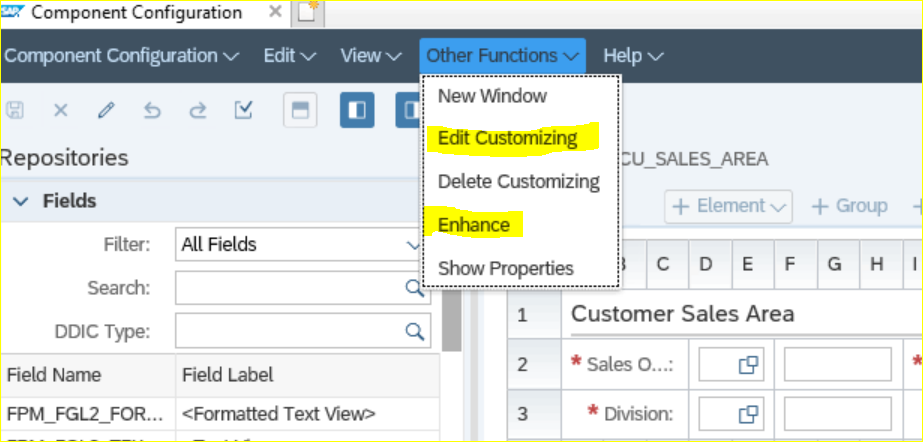 SAP Component Configuration
Component Configuration Edit View Other Functions Help
New Window
Edit Customizing
Delete Customizing
Enhance
Show Properties
Repositories
CU_SALES_AREA
Fields
+ Element + Group +
Filter: All Fields
Search:
DDIC Type:
C D E F G H I
Field Name Field Label
FPM_FGL2_FOR... <Formatted Text View>
1 Customer Sales Area
2 * Sales O...: *
3 * Division: